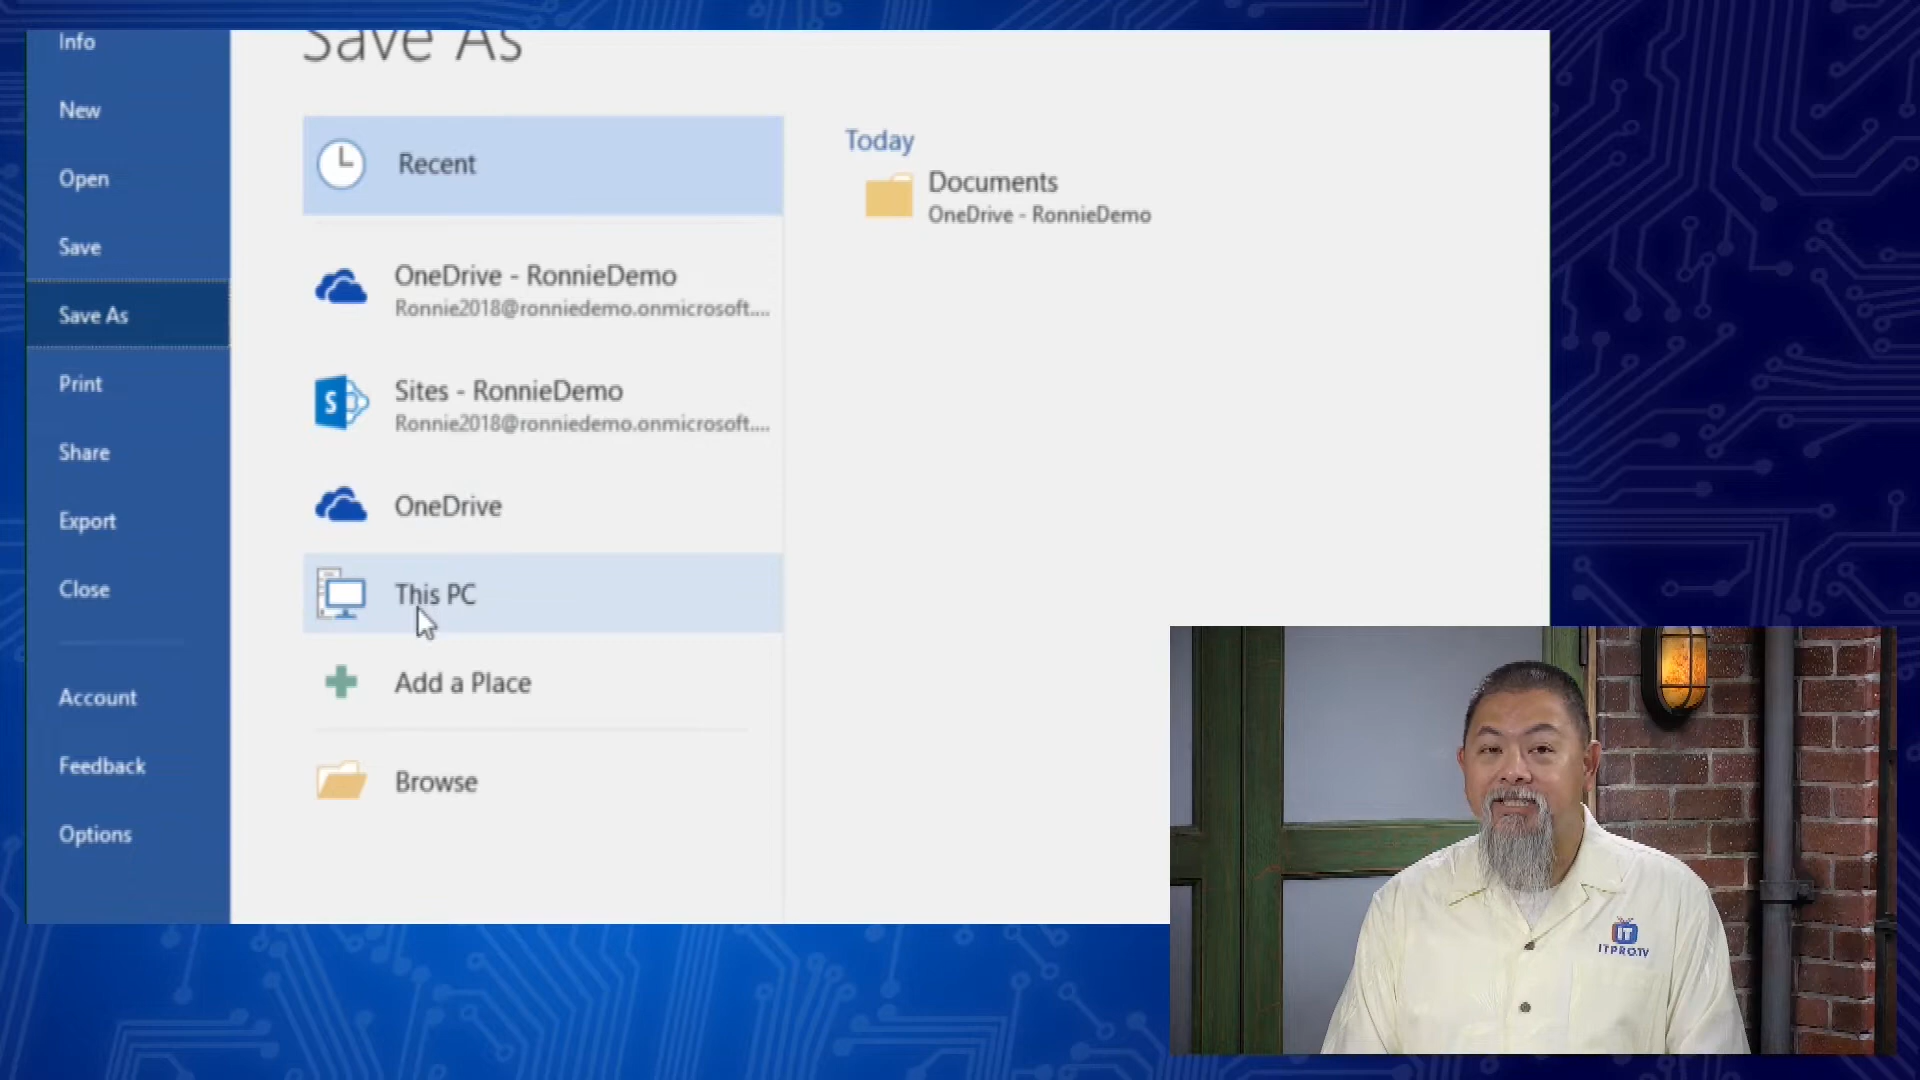 Save As
Info
New
Open
Save
Save As
Print
Share
Export
Close
Account
Feedback
Options
Recent
OneDrive - RonnieDemo
Ronnie2018@ronniedemo.onmicrosoft....
Sites - RonnieDemo
Ronnie2018@ronniedemo.onmicrosoft....
OneDrive
This PC
Add a Place
Browse
Today
Documents
OneDrive - RonnieDemo
IT
ITPRO.TV